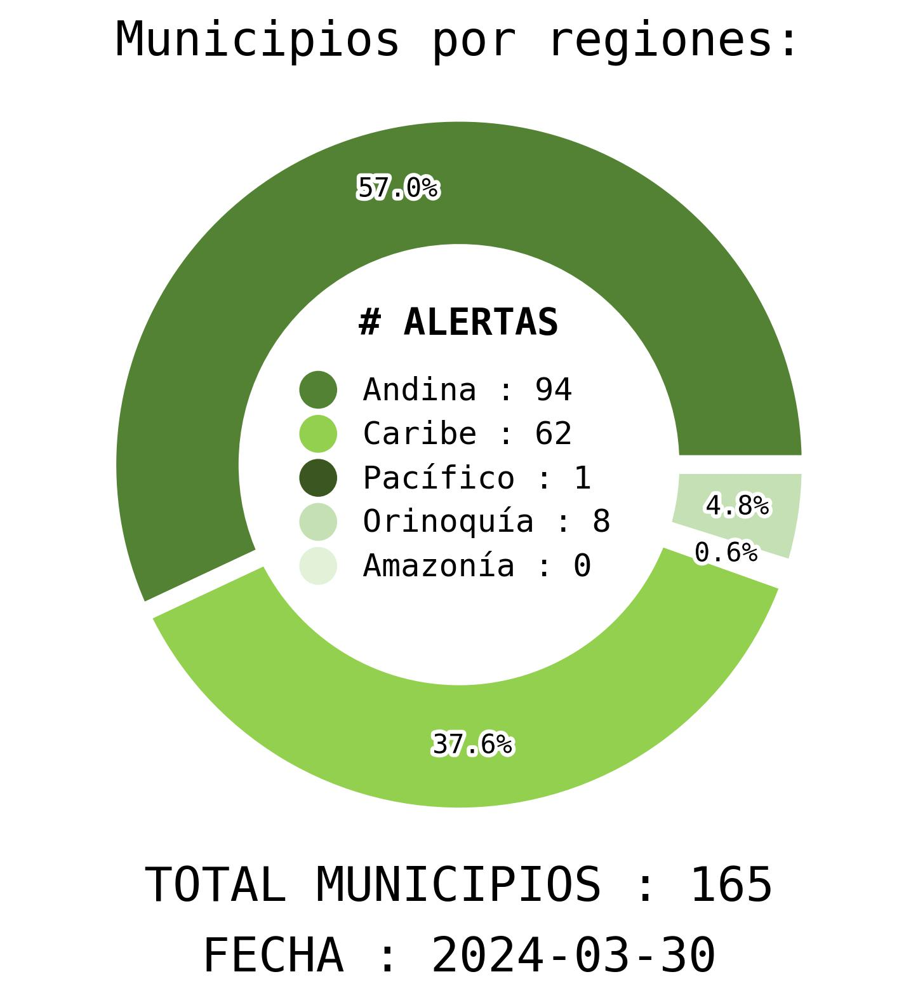 Municipios por regiones:
57.0%
# ALERTAS
Andina : 94
Caribe : 62
Pacífico : 1
Orinoquía : 8
Amazonía : 0
4.8%
0.6%
37.6%
TOTAL MUNICIPIOS : 165
FECHA : 2024-03-30